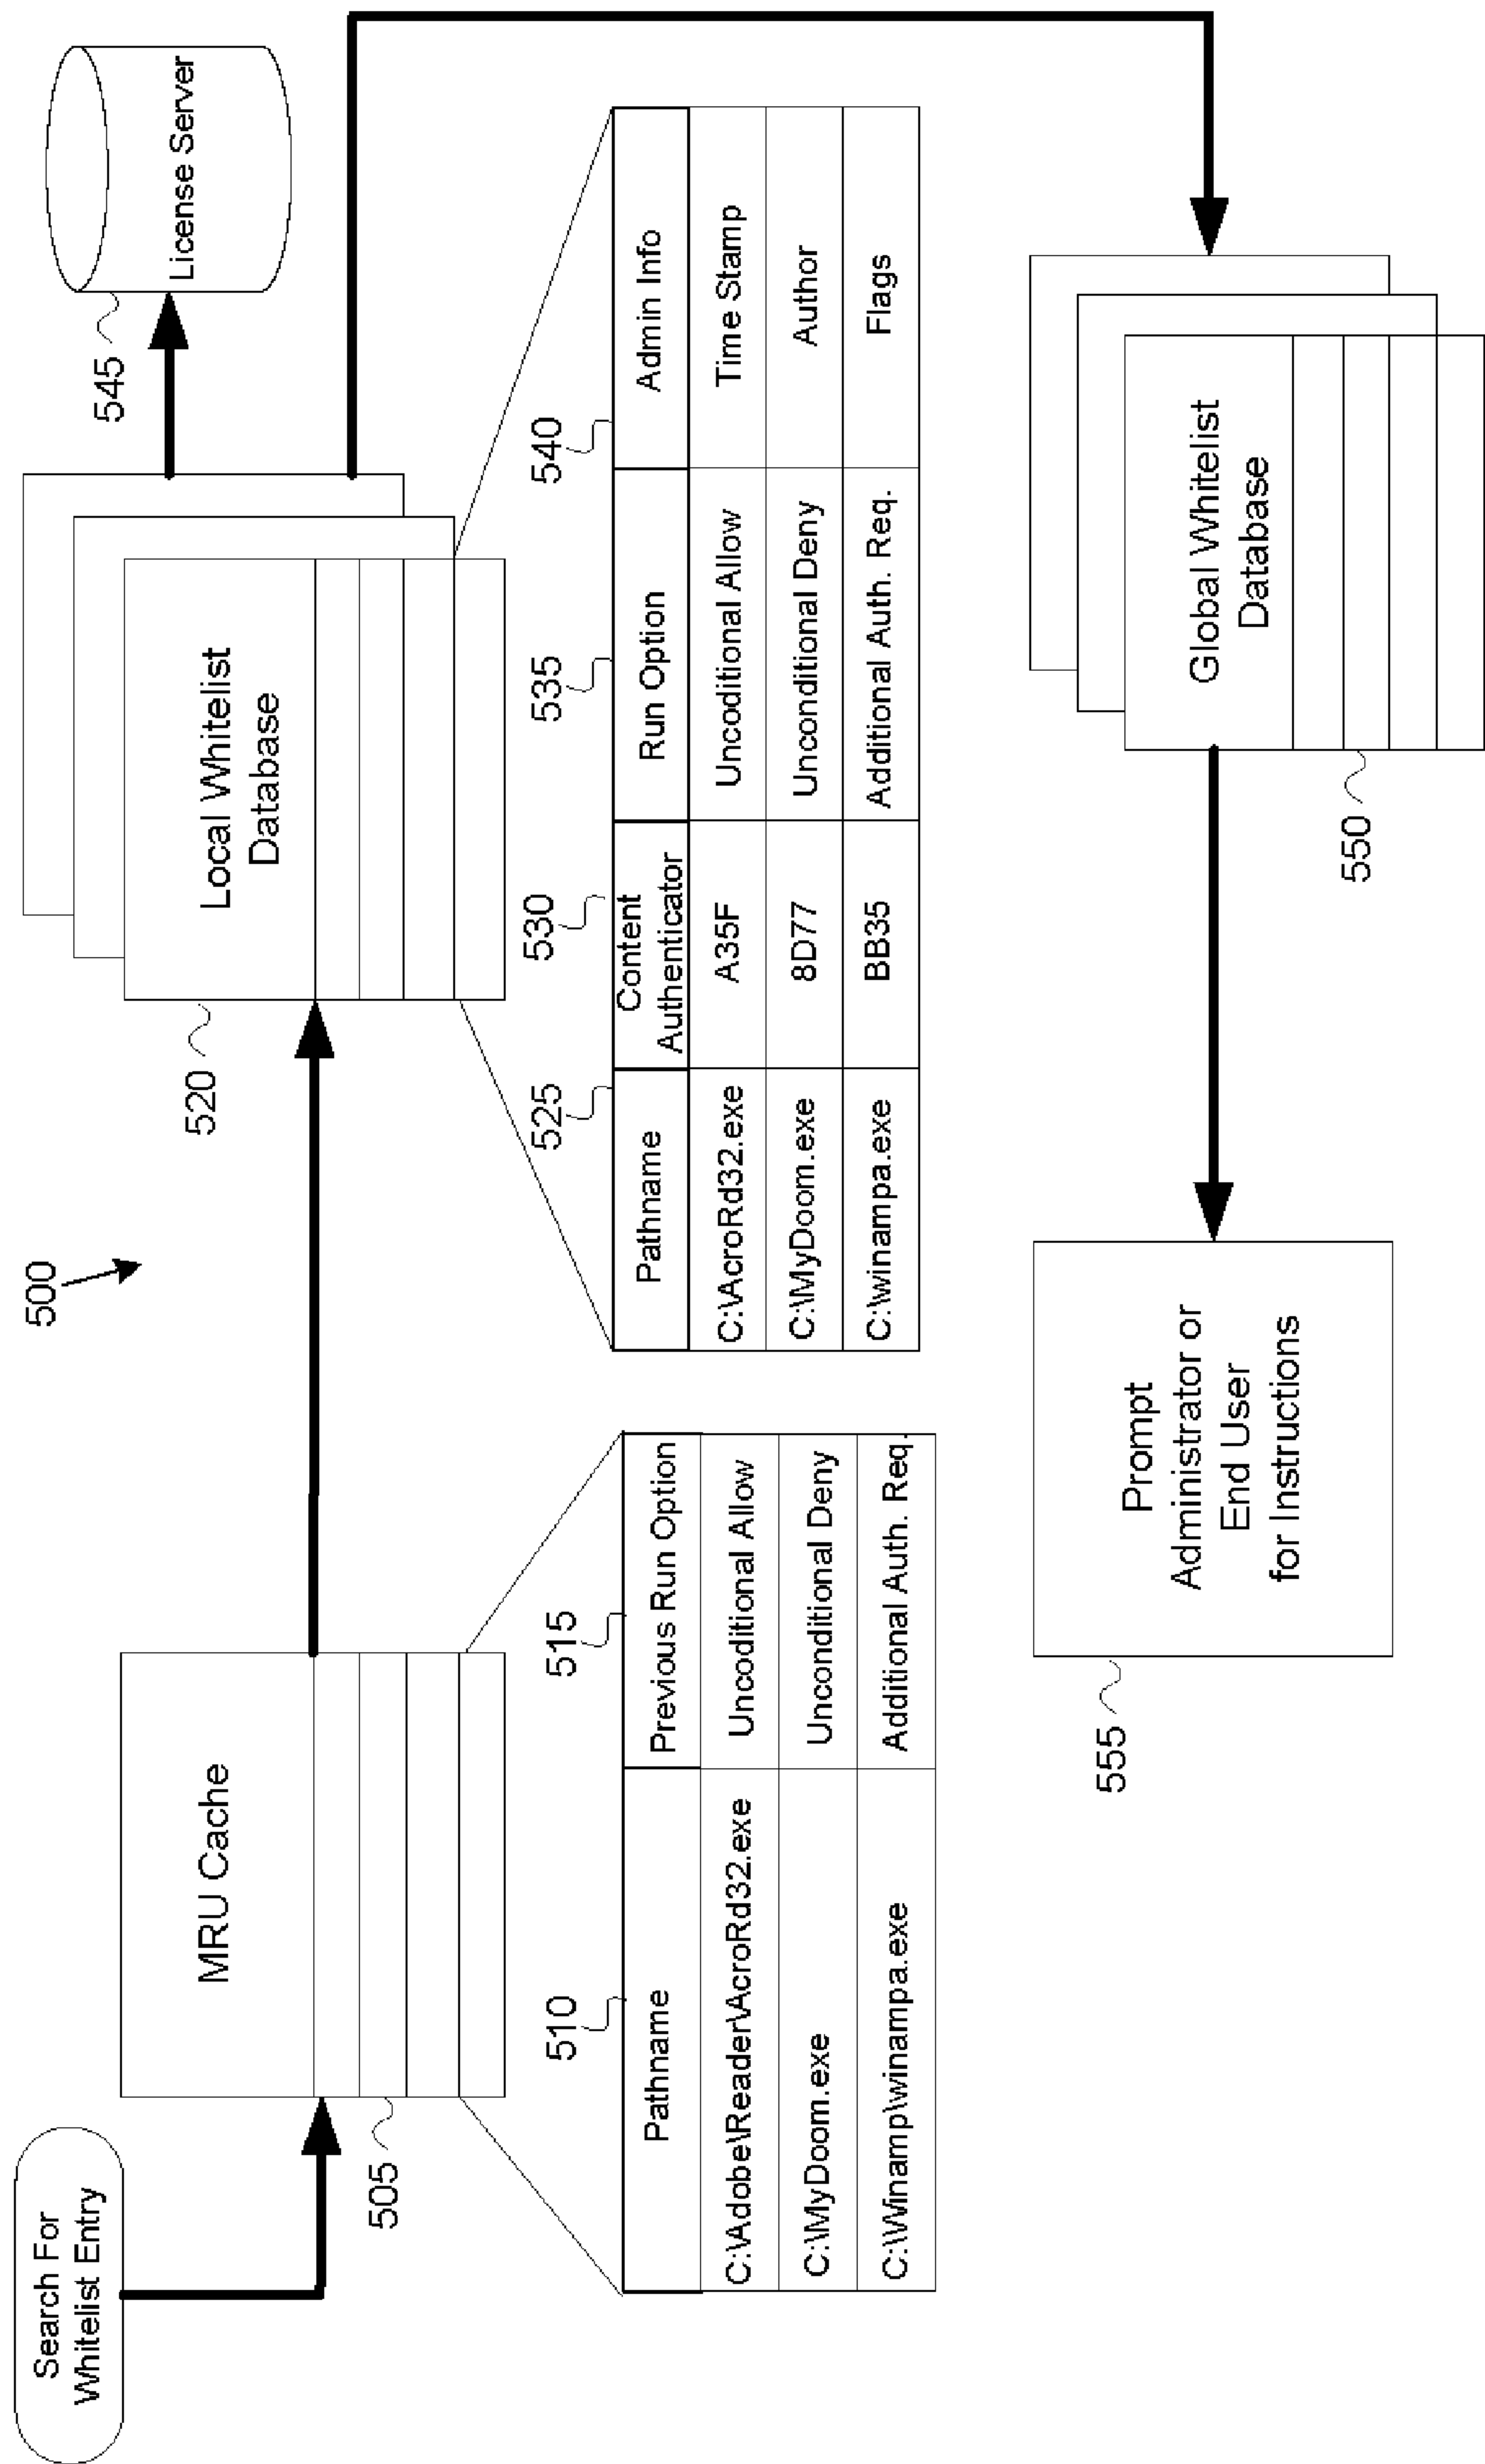 500
Search For
Whitelist Entry
MRU Cache
505
Local Whitelist
Database
520
License Server
545
510
515
Pathname
Previous Run Option
C:\Adobe\Reader\AcroRd32.exe
Uncoditional Allow
C:\MyDoom.exe
Unconditional Deny
C:\Winamp\winampa.exe
Additional Auth. Req.
525
530
535
540
Pathname
Content
Authenticator
Run Option
Admin Info
C:\AcroRd32.exe
A35F
Uncoditional Allow
Time Stamp
C:\MyDoom.exe
8D77
Unconditional Deny
Author
C:\winampa.exe
BB35
Additional Auth. Req.
Flags
555
Prompt
Administrator or
End User
for Instructions
Global Whitelist
Database
550